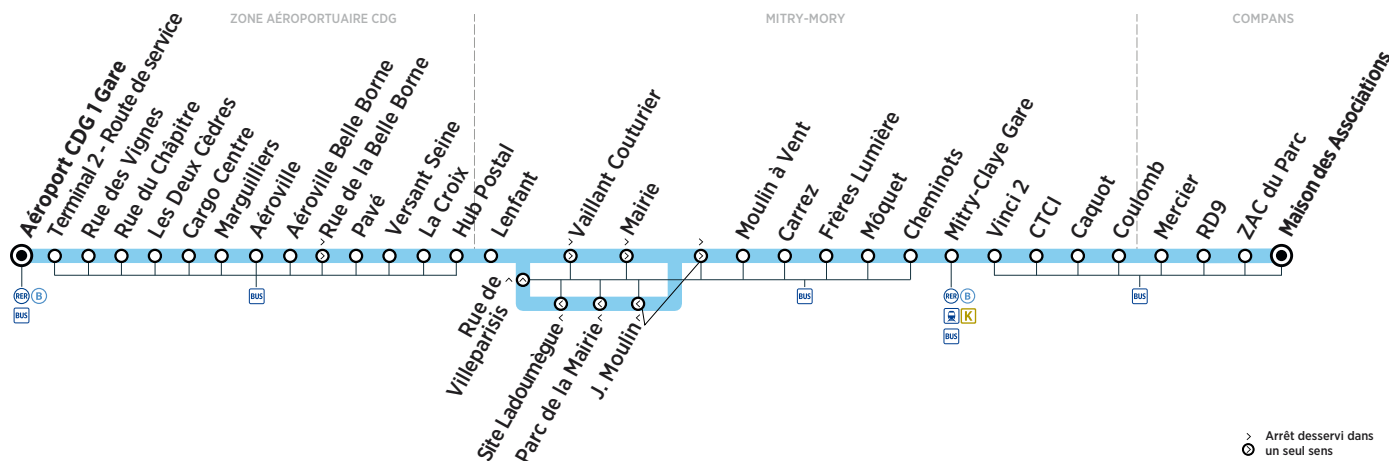 ZONE AÉROPORTUAIRE CDG
MITRY-MORY
COMPANS
Aéroport CDG 1 Gare
Terminal 2 - Route de service
Rue des Vignes
Rue du Châpitre
Les Deux Cèdres
Cargo Centre
Marguilliers
Aéroville
Aéroville Belle Borne
Rue de la Belle Borne
Pavé
Versant Seine
La Croix
Hub Postal
Lenfant
Vaillant Couturier
Mairie
Moulin à Vent
Carrez
Frères Lumière
Môquet
Cheminots
Mitry-Claye Gare
Vinci 2
CTCI
Caquot
Coulomb
Mercier
RD9
ZAC du Parc
Maison des Associations
RER B
BUS
BUS
Rue de
Villeparisis
Site Ladoumègue
Parc de la Mairie
J. Moulin
BUS
RER B
K
BUS
BUS
Arrêt desservi dans
un seul sens